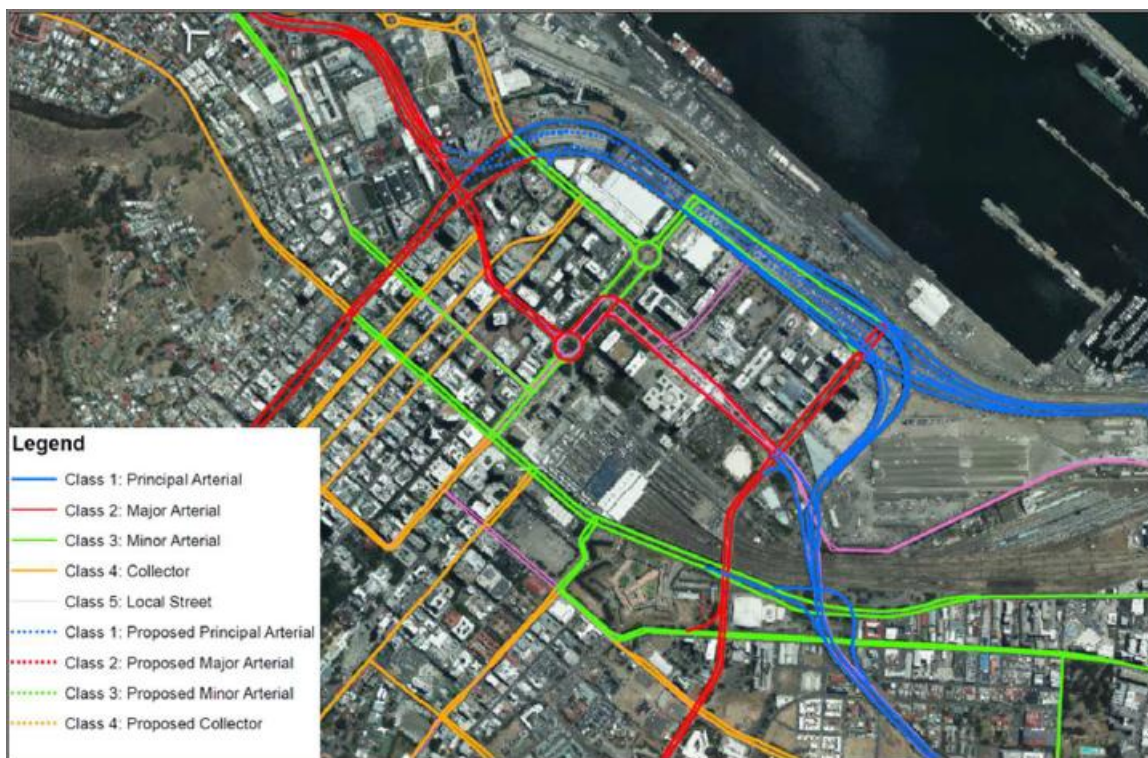 Legend
Class 1: Principal Arterial
Class 2: Major Arterial
Class 3: Minor Arterial
Class 4: Collector
Class 5: Local Street
Class 1: Proposed Principal Arterial
Class 2: Proposed Major Arterial
Class 3: Proposed Minor Arterial
Class 4: Proposed Collector